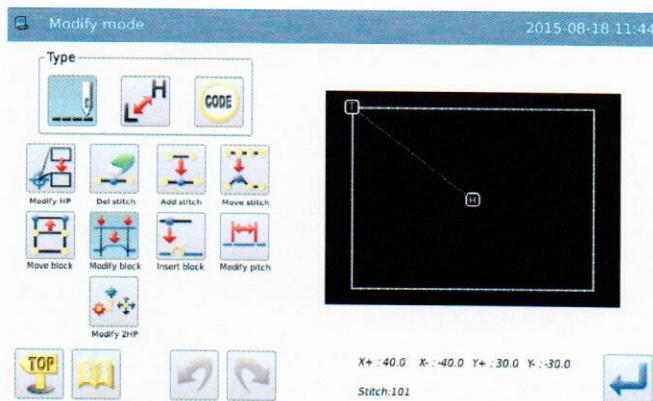 Modify mode 2015-08-18 11:44
Type
L H CODE
Modify HP Del stitch Add stitch Move stitch
Move block Modify block Insert block Modify pitch
Modify 2HP
T
H
TOP
X+ : 40.0 X- : -40.0 Y+ : 30.0 Y- : -30.0
Stitch:101